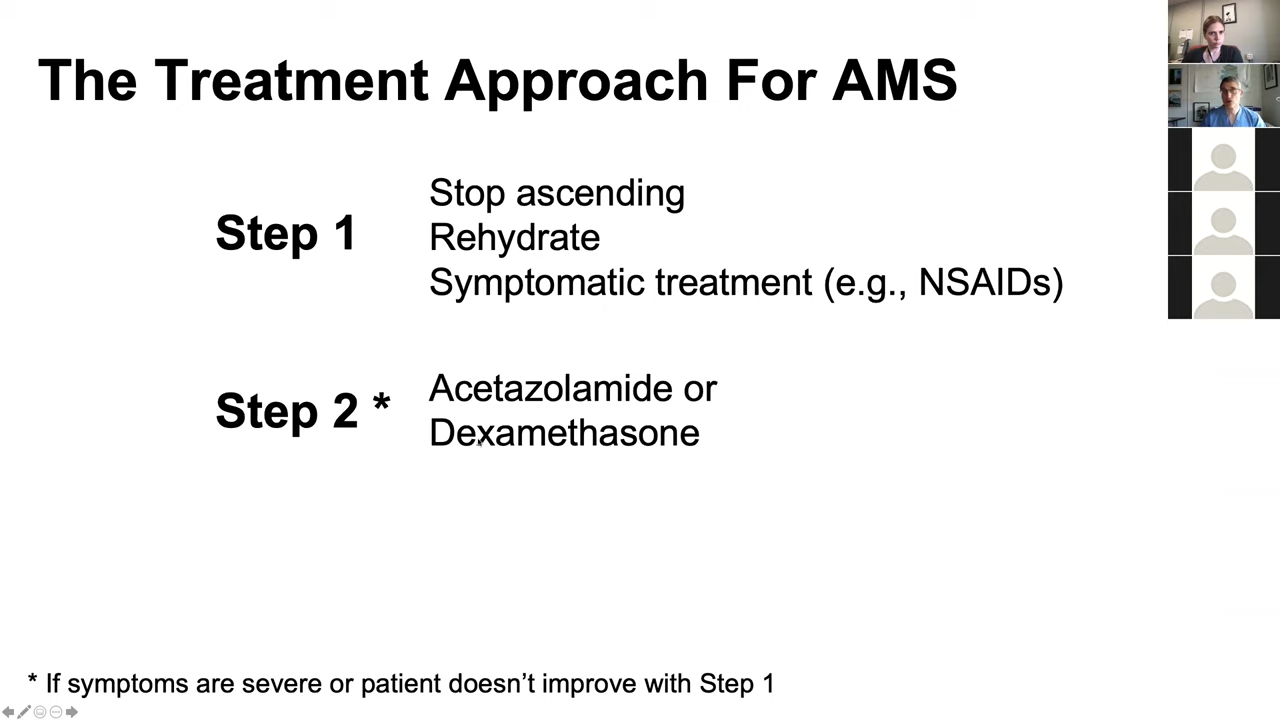 The Treatment Approach For AMS
Step 1
Stop ascending
Rehydrate
Symptomatic treatment (e.g., NSAIDs)
Step 2 *
Acetazolamide or
Dexamethasone
* If symptoms are severe or patient doesn’t improve with Step 1